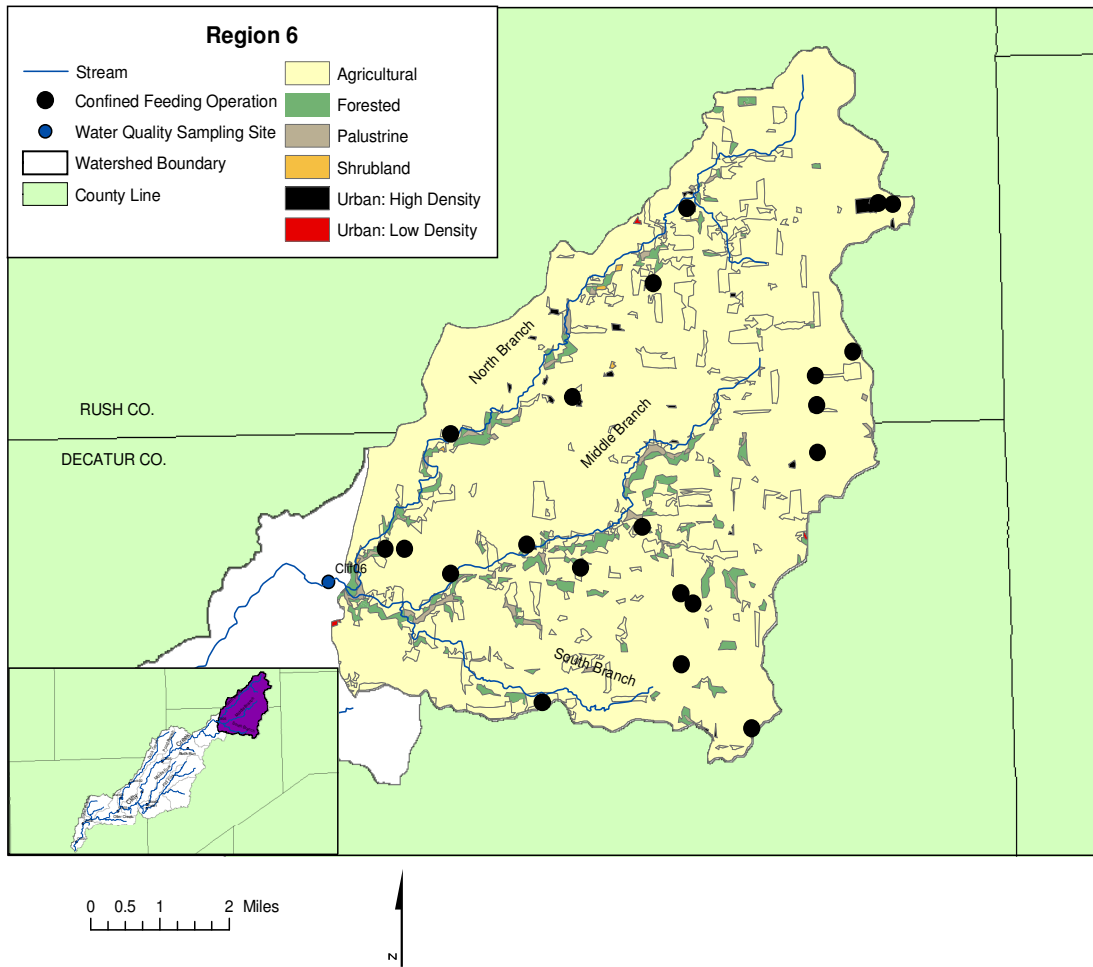 Region 6
Stream
Confined Feeding Operation
Water Quality Sampling Site
Watershed Boundary
County Line
Agricultural
Forested
Palustrine
Shrubland
Urban: High Density
Urban: Low Density
North Branch
Middle Branch
RUSH CO.
DECATUR CO.
Clif06
South Branch
0 0.5 1 2 Miles
N